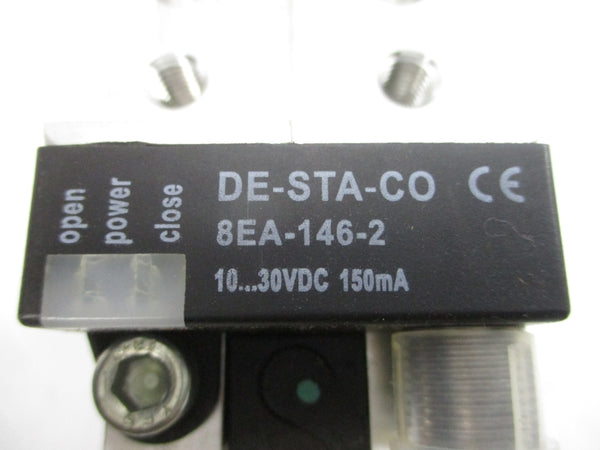 open
power
close
DE-STA-CO CE
8EA-146-2
10...30VDC 150mA